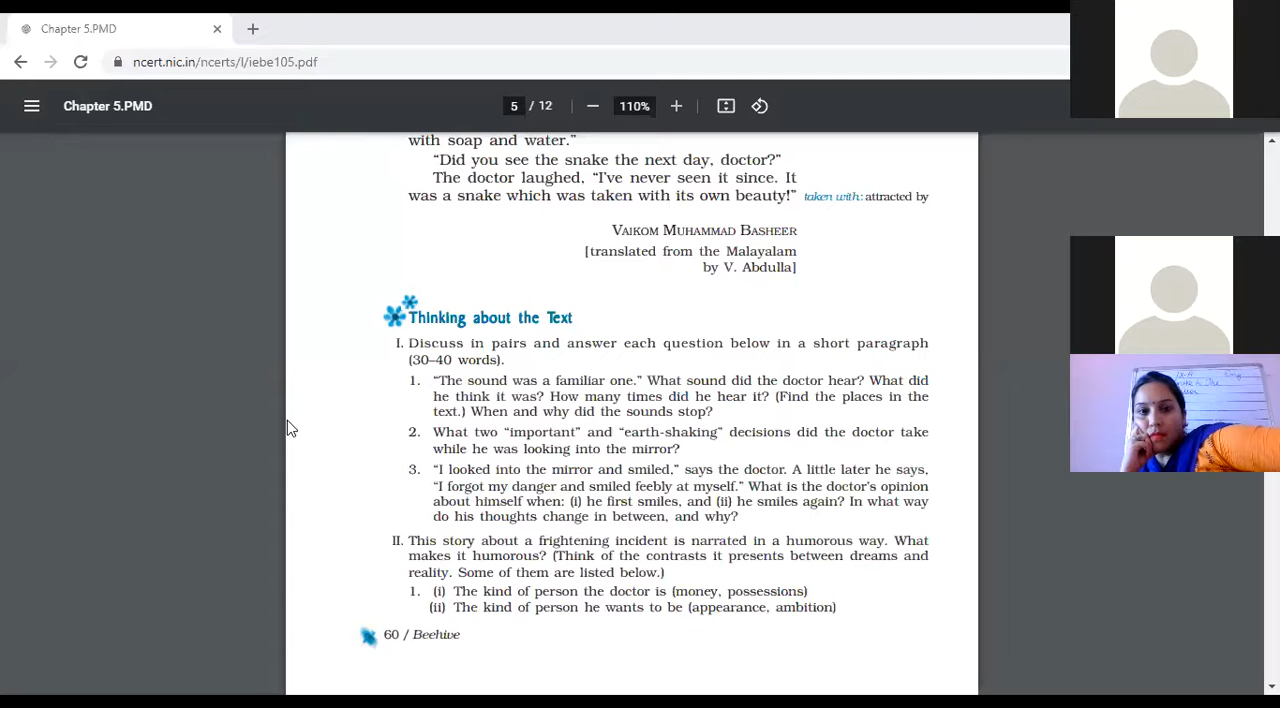 Chapter 5.PMD
ncert.nic.in/ncerts/l/iebe105.pdf
Chapter 5.PMD
5 / 12
110%
with soap and water.”
“Did you see the snake the next day, doctor?”
The doctor laughed, “I’ve never seen it since. It
was a snake which was taken with its own beauty!” taken with: attracted by
VAIKOM MUHAMMAD BASHEER
[translated from the Malayalam
by V. Abdulla]
Thinking about the Text
I. Discuss in pairs and answer each question below in a short paragraph
(30–40 words).
1. “The sound was a familiar one.” What sound did the doctor hear? What did
he think it was? How many times did he hear it? (Find the places in the
text.) When and why did the sounds stop?
2. What two “important” and “earth-shaking” decisions did the doctor take
while he was looking into the mirror?
3. “I looked into the mirror and smiled,” says the doctor. A little later he says,
“I forgot my danger and smiled feebly at myself.” What is the doctor’s opinion
about himself when: (i) he first smiles, and (ii) he smiles again? In what way
do his thoughts change in between, and why?
II. This story about a frightening incident is narrated in a humorous way. What
makes it humorous? (Think of the contrasts it presents between dreams and
reality. Some of them are listed below.)
1. (i) The kind of person the doctor is (money, possessions)
(ii) The kind of person he wants to be (appearance, ambition)
60 / Beehive